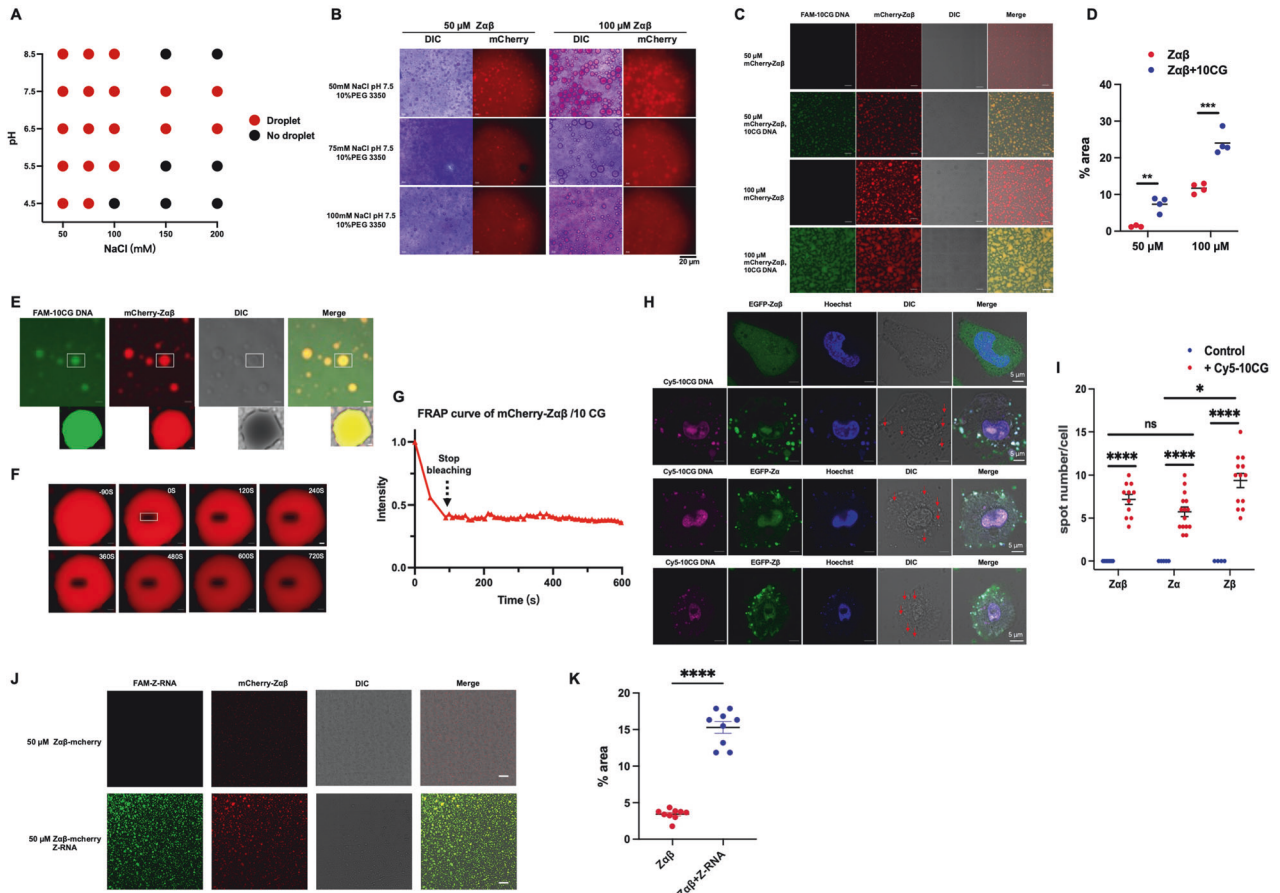 A
8.5
7.5
6.5
5.5
4.5
pH
50
100
150
200
NaCl (mM)
Droplet
No droplet
B
50 μM Zαβ
100 μM Zαβ
DIC
mCherry
DIC
mCherry
50mM NaCl pH 7.5
10%PEG 3350
75mM NaCl pH 7.5
10%PEG 3350
100mM NaCl pH 7.5
10%PEG 3350
20 μm
C
FAM-10CG DNA
mCherry-Zαβ
DIC
Merge
50 μM
mCherry-Zαβ
50 μM
mCherry-Zαβ,
10CG DNA
100 μM
mCherry-Zαβ
100 μM
mCherry-Zαβ,
10CG DNA
D
Zαβ
Zαβ+10CG
% area
40
30
20
10
0
**
***
50 μM
100 μM
E
FAM-10CG DNA
mCherry-Zαβ
DIC
Merge
F
-90S
0S
120S
240S
360S
480S
600S
720S
G
FRAP curve of mCherry-Zαβ /10 CG
Stop
bleaching
Intensity
1.0
0.5
0.0
0
200
400
600
Time (s)
H
EGFP-Zαβ
Hoechst
DIC
Merge
5 μm
Cy5-10CG DNA
5 μm
Cy5-10CG DNA
EGFP-Zα
Hoechst
DIC
Merge
5 μm
Cy5-10CG DNA
EGFP-Zβ
Hoechst
DIC
Merge
5 μm
I
Control
+ Cy5-10CG
spot number/cell
20
15
10
5
0
*
ns
****
****
****
Zαβ
Zα
Zβ
J
FAM-Z-RNA
mCherry-Zαβ
DIC
Merge
50 μM Zαβ-mcherry
50 μM Zαβ-mcherry
Z-RNA
K
****
% area
20
15
10
5
0
Zαβ
Zαβ+Z-RNA